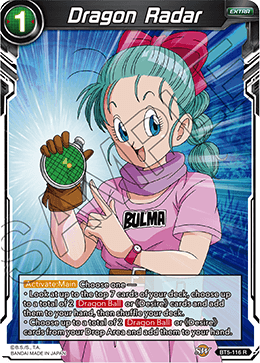 1
Dragon Radar
EXTRA
BULMA
Activate:Main Choose one —
• Look at up to the top 7 cards of your deck, choose up
to a total of 2 Dragon Ball or {Desire} cards and add
them to your hand, then shuffle your deck.
• Choose up to a total of 2 Dragon Ball or {Desire}
cards from your Drop Area and add them to your hand.
©B.S./S., T.A.
BANDAI MADE IN JAPAN
BT5-116 R